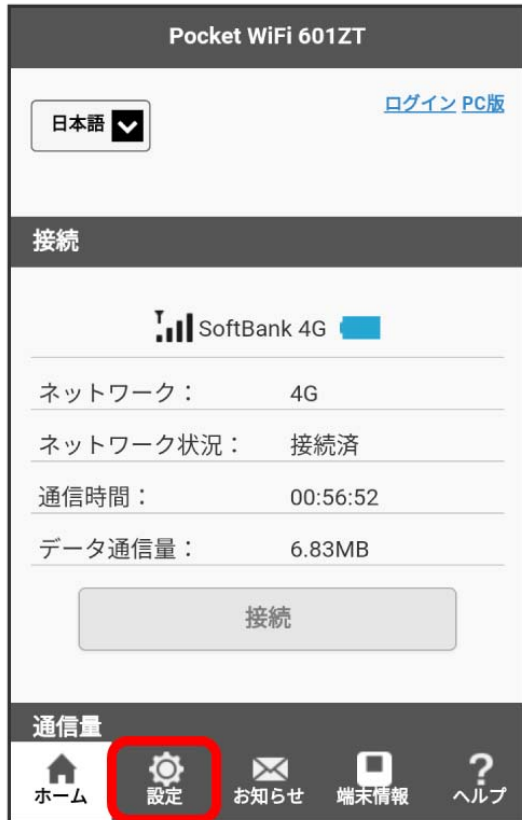 Pocket WiFi 601ZT
日本語
ログイン PC版
接続
SoftBank 4G
ネットワーク： 4G
ネットワーク状況： 接続済
通信時間： 00:56:52
データ通信量： 6.83MB
接続
通信量
ホーム 設定 お知らせ 端末情報 ヘルプ